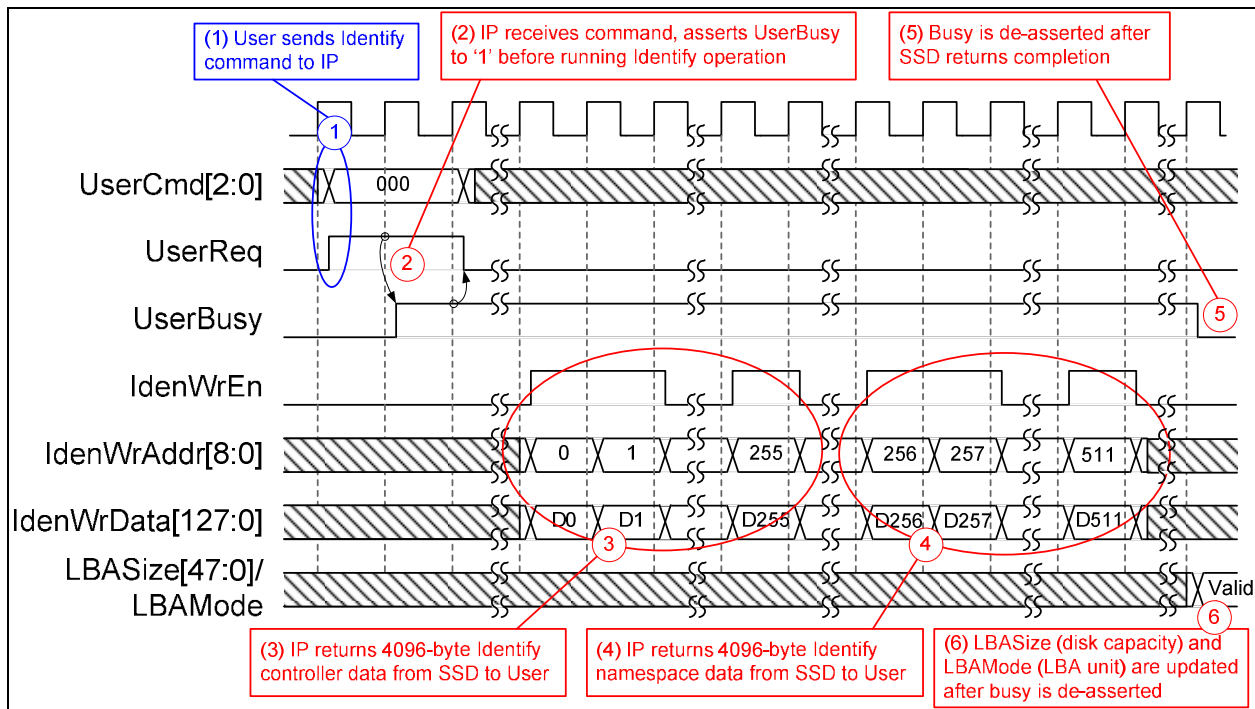 (1) User sends Identify
command to IP
(2) IP receives command, asserts UserBusy
to ‘1’ before running Identify operation
(5) Busy is de-asserted after
SSD returns completion
1
UserCmd[2:0]
000
UserReq
2
UserBusy
5
IdenWrEn
IdenWrAddr[8:0]
0 1 255 256 257 511
IdenWrData[127:0]
D0 D1 D255 D256 D257 D511
3 4
LBASize[47:0]/
LBAMode
Valid
6
(3) IP returns 4096-byte Identify
controller data from SSD to User
(4) IP returns 4096-byte Identify
namespace data from SSD to User
(6) LBASize (disk capacity) and
LBAMode (LBA unit) are updated
after busy is de-asserted